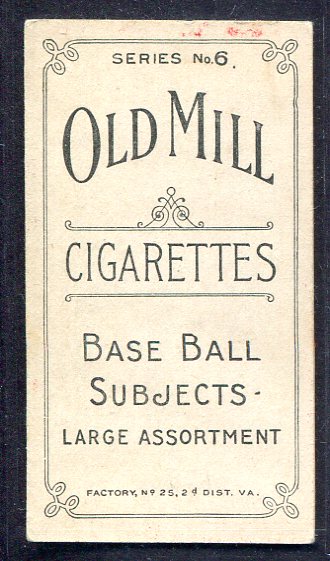 SERIES No.6.
OLD MILL
CIGARETTES
BASE BALL
SUBJECTS-
LARGE ASSORTMENT
FACTORY, No 25, 2d DIST. VA.